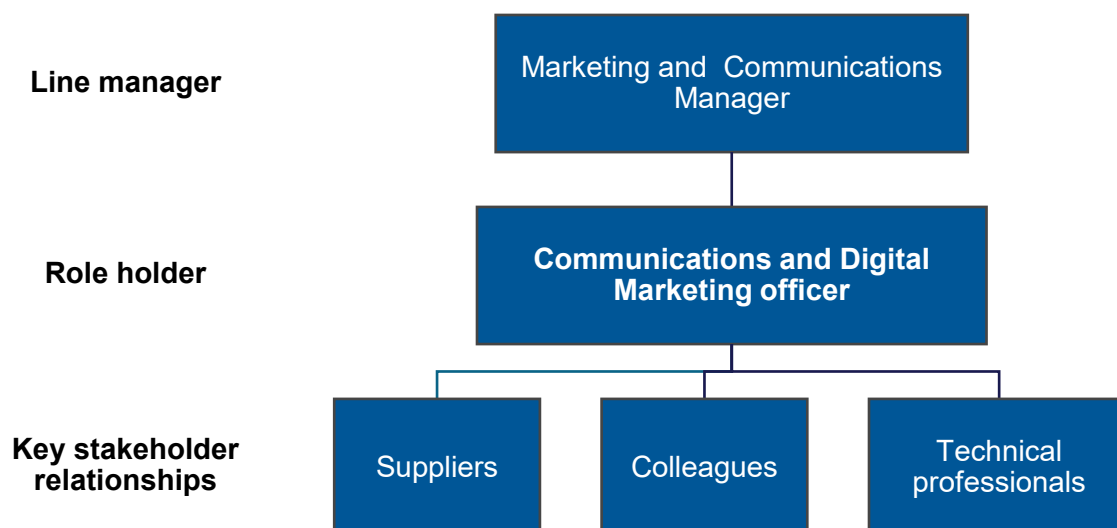 Line manager
Marketing and Communications
Manager
Role holder
Communications and Digital
Marketing officer
Key stakeholder
relationships
Suppliers
Colleagues
Technical
professionals